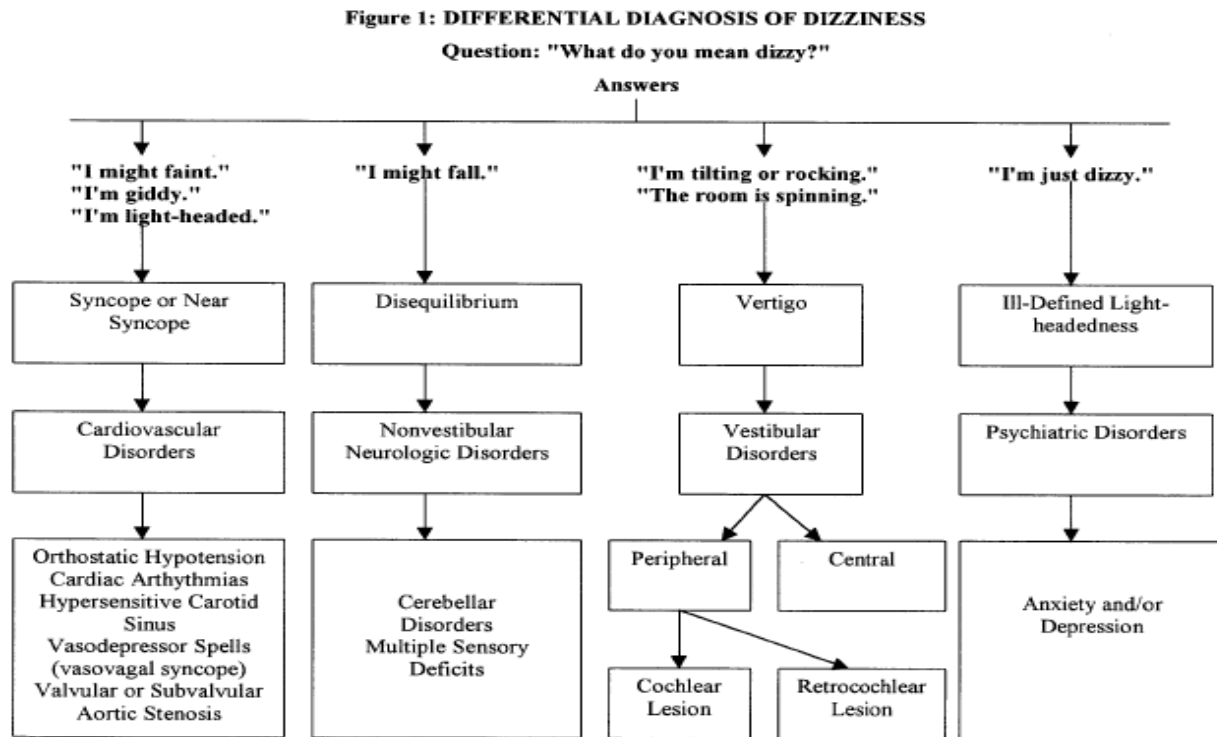 Figure 1: DIFFERENTIAL DIAGNOSIS OF DIZZINESS
Question: "What do you mean dizzy?"
Answers
"I might faint."
"I'm giddy."
"I'm light-headed."
"I might fall."
"I'm tilting or rocking."
"The room is spinning."
"I'm just dizzy."
Syncope or Near
Syncope
Disequilibrium
Vertigo
Ill-Defined Light-
headedness
Cardiovascular
Disorders
Nonvestibular
Neurologic Disorders
Vestibular
Disorders
Psychiatric Disorders
Orthostatic Hypotension
Cardiac Arthythmias
Hypersensitive Carotid
Sinus
Vasodepressor Spells
(vasovagal syncope)
Valvular or Subvalvular
Aortic Stenosis
Cerebellar
Disorders
Multiple Sensory
Deficits
Peripheral
Central
Cochlear
Lesion
Retrocochlear
Lesion
Anxiety and/or
Depression